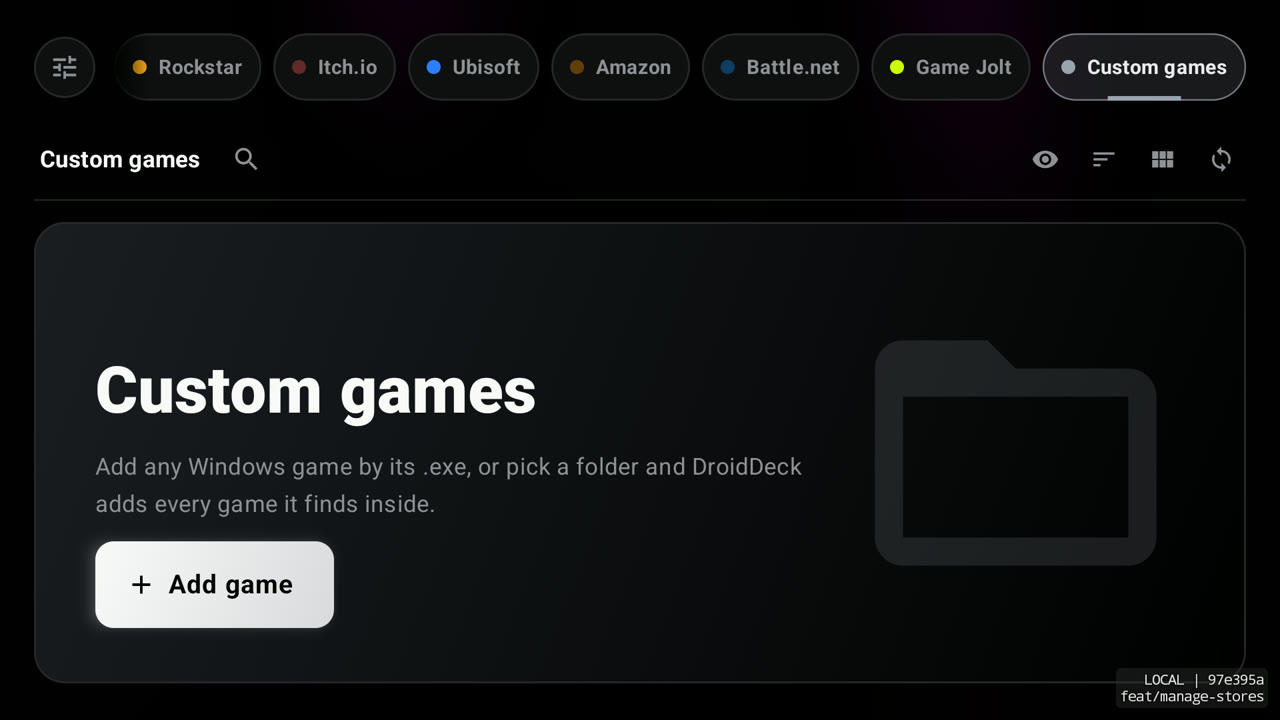 Rockstar
Itch.io
Ubisoft
Amazon
Battle.net
Game Jolt
Custom games
Custom games
Custom games
Add any Windows game by its .exe, or pick a folder and DroidDeck
adds every game it finds inside.
+ Add game
LOCAL | 97e395a
feat/manage-stores